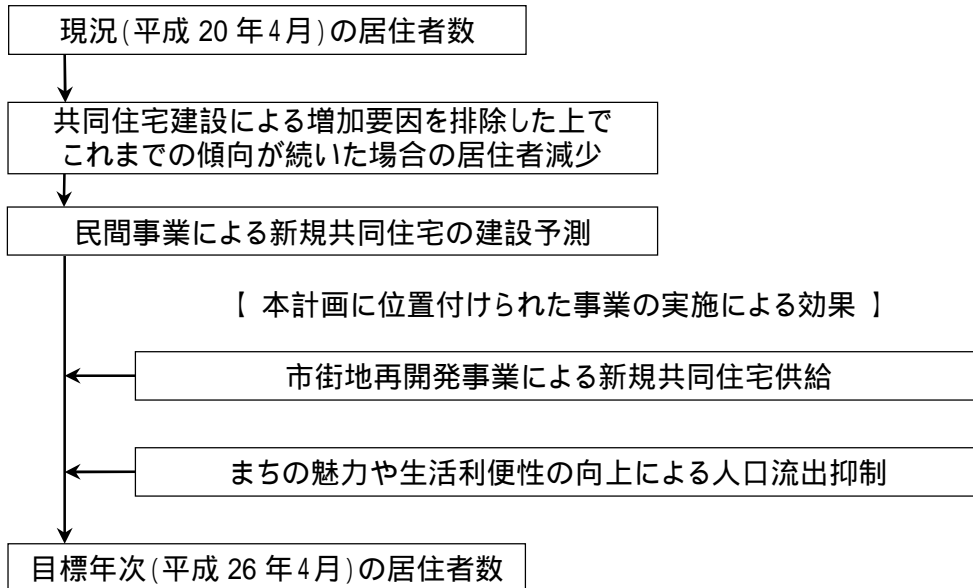 現況(平成 20 年4月)の居住者数
共同住宅建設による増加要因を排除した上で
これまでの傾向が続いた場合の居住者減少
民間事業による新規共同住宅の建設予測
【 本計画に位置付けられた事業の実施による効果 】
市街地再開発事業による新規共同住宅供給
まちの魅力や生活利便性の向上による人口流出抑制
目標年次(平成 26 年4月)の居住者数